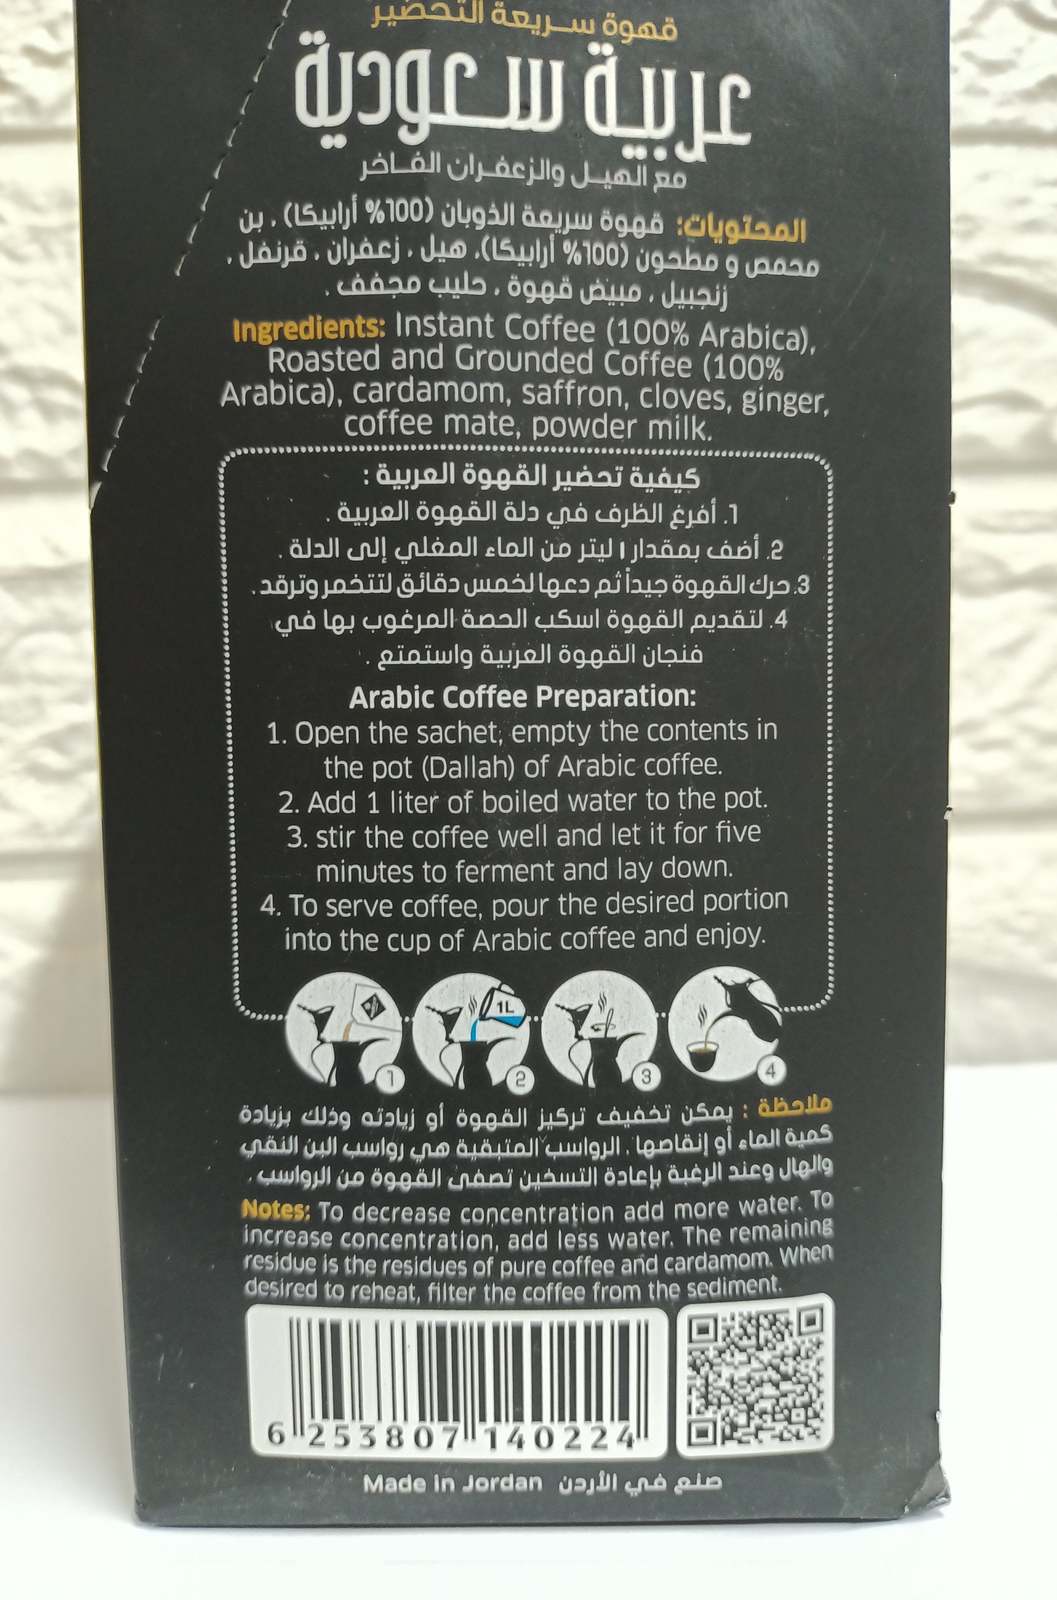 قهوة سريعة التحضير
عربية سعودية
مع الهيل والزعفران الفاخر
المحتويات: قهوة سريعة الذوبان (100% أرابيكا) ، بن
محمص و مطحون (100% أرابيكا)، هيل ، زعفران ، قرنفل ،
زنجبيل ، مبيض قهوة ، حليب مجفف .
Ingredients: Instant Coffee (100% Arabica),
Roasted and Grounded Coffee (100%
Arabica), cardamom, saffron, cloves, ginger,
coffee mate, powder milk.
كيفية تحضير القهوة العربية :
1. أفرغ الظرف في دلة القهوة العربية .
2. أضف بمقدار ا ليتر من الماء المغلي إلى الدلة .
3. حرك القهوة جيداً ثم دعها لخمس دقائق لتتخمر وترقد .
4. لتقديم القهوة اسكب الحصة المرغوب بها في
فنجان القهوة العربية واستمتع .
Arabic Coffee Preparation:
1. Open the sachet, empty the contents in
the pot (Dallah) of Arabic coffee.
2. Add 1 liter of boiled water to the pot.
3. stir the coffee well and let it for five
minutes to ferment and lay down.
4. To serve coffee, pour the desired portion
into the cup of Arabic coffee and enjoy.
1L
1 2 3 4
ملاحظة : يمكن تخفيف تركيز القهوة أو زيادته وذلك بزيادة
كمية الماء أو إنقاصها . الرواسب المتبقية هي رواسب البن النقي
والهال وعند الرغبة بإعادة التسخين تصفى القهوة من الرواسب .
Notes: To decrease concentration add more water. To
increase concentration, add less water. The remaining
residue is the residues of pure coffee and cardamom. When
desired to reheat, filter the coffee from the sediment.
6 253807 140224
Made in Jordan صنع في الأردن